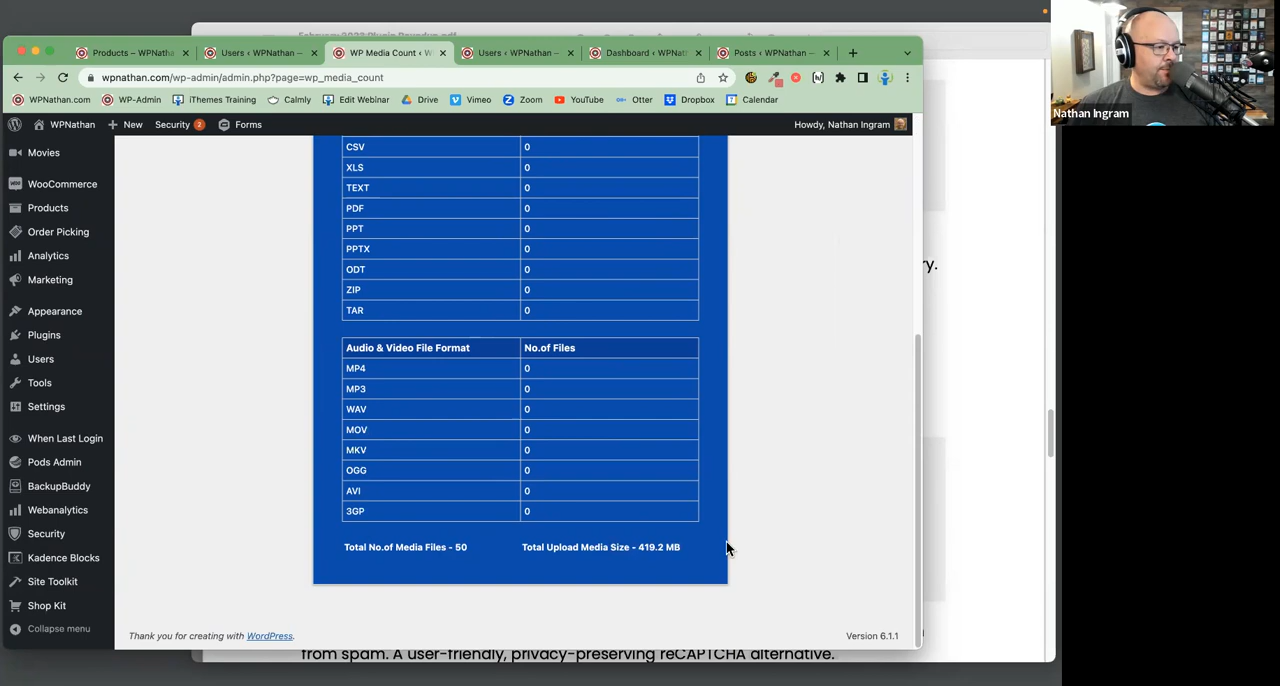 February 2023 Plugin Roundup.pdf
Products ‹ WPNathan —
Users ‹ WPNathan —
WP Media Count ‹ W
Users ‹ WPNathan —
Dashboard ‹ WPNath
Posts ‹ WPNathan —
wpnathan.com/wp-admin/admin.php?page=wp_media_count
WPNathan.com WP-Admin iThemes Training Calmly Edit Webinar Drive Vimeo Zoom YouTube Otter Dropbox Calendar
WPNathan New Security 2 Forms Howdy, Nathan Ingram
Nathan Ingram
Movies
WooCommerce
Products
Order Picking
Analytics
Marketing
Appearance
Plugins
Users
Tools
Settings
When Last Login
Pods Admin
BackupBuddy
Webanalytics
Security
Kadence Blocks
Site Toolkit
Shop Kit
Collapse menu
CSV 0
XLS 0
TEXT 0
PDF 0
PPT 0
PPTX 0
ODT 0
ZIP 0
TAR 0
Audio & Video File Format No.of Files
MP4 0
MP3 0
WAV 0
MOV 0
MKV 0
OGG 0
AVI 0
3GP 0
Total No.of Media Files - 50 Total Upload Media Size - 419.2 MB
Thank you for creating with WordPress. Version 6.1.1
ry.
from spam. A user-friendly, privacy-preserving reCAPTCHA alternative.